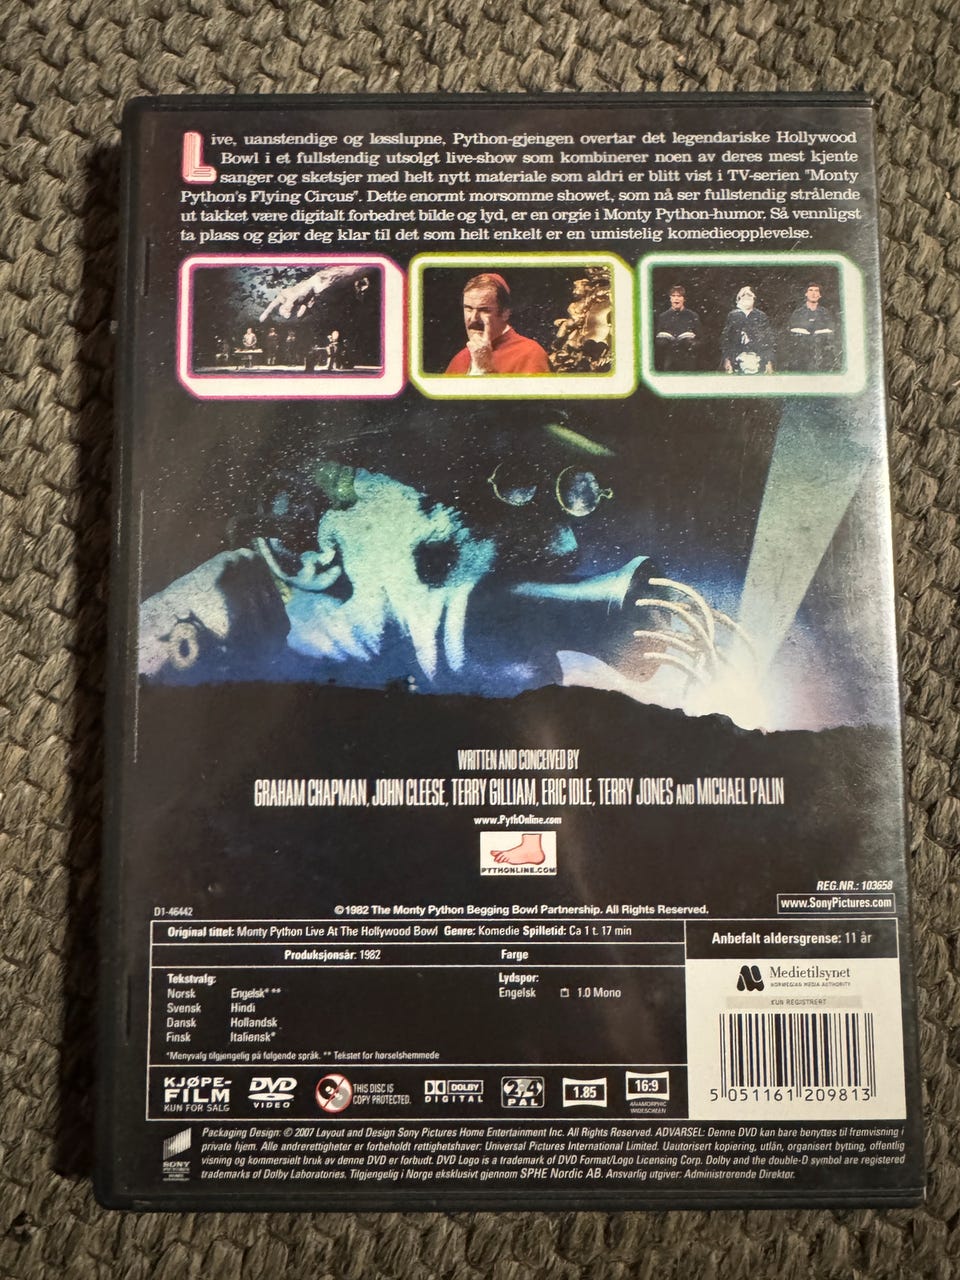 Live, uanstendige og løsslupne, Python-gjengen overtar det legendariske Hollywood
Bowl i et fullstendig utsolgt live-show som kombinerer noen av deres mest kjente
sanger og sketsjer med helt nytt materiale som aldri er blitt vist i TV-serien "Monty
Python's Flying Circus". Dette enormt morsomme showet, som nå ser fullstendig strålende
ut takket være digitalt forbedret bilde og lyd, er en orgie i Monty Python-humor. Så vennligst
ta plass og gjør deg klar til det som helt enkelt er en umistelig komedieopplevelse.
WRITTEN AND CONCEIVED BY
GRAHAM CHAPMAN, JOHN CLEESE, TERRY GILLIAM, ERIC IDLE, TERRY JONES AND MICHAEL PALIN
www.PythOnline.com
PYTHONLINE.COM
REG.NR.: 103658
D1-46442
©1982 The Monty Python Begging Bowl Partnership. All Rights Reserved.
www.SonyPictures.com
Original tittel: Monty Python Live At The Hollywood Bowl Genre: Komedie Spilletid: Ca 1 t. 17 min
Produksjonsår: 1982 Farge
Tekstvalg:
Norsk Engelsk* **
Svensk Hindi
Dansk Hollandsk
Finsk Italiensk*
Lydspor:
Engelsk 1.0 Mono
*Menyvalg tilgjengelig på følgende språk. ** Tekstet for hørselshemmede
Anbefalt aldersgrense: 11 år
Medietilsynet
NORWEGIAN MEDIA AUTHORITY
KUN REGISTRERT
5 051161 209813
KJØPE-
FILM
KUN FOR SALG
DVD
VIDEO
THIS DISC IS
COPY PROTECTED.
DOLBY
DIGITAL
2 4
PAL
1.85
16:9
ANAMORPHIC
WIDESCREEN
SONY
PICTURES
Packaging Design: © 2007 Layout and Design Sony Pictures Home Entertainment Inc. All Rights Reserved. ADVARSEL: Denne DVD kan bare benyttes til fremvisning i
private hjem. Alle andrerettigheter er forbeholdt rettighetshaver: Universal Pictures International Limited. Uautorisert kopiering, utlån, organisert bytting, offentlig
visning og kommersielt bruk av denne DVD er forbudt. DVD Logo is a trademark of DVD Format/Logo Licensing Corp. Dolby and the double-D symbol are registered
trademarks of Dolby Laboratories. Tilgjengelig i Norge eksklusivt gjennom SPHE Nordic AB. Ansvarlig utgiver: Administrerende Direktør.